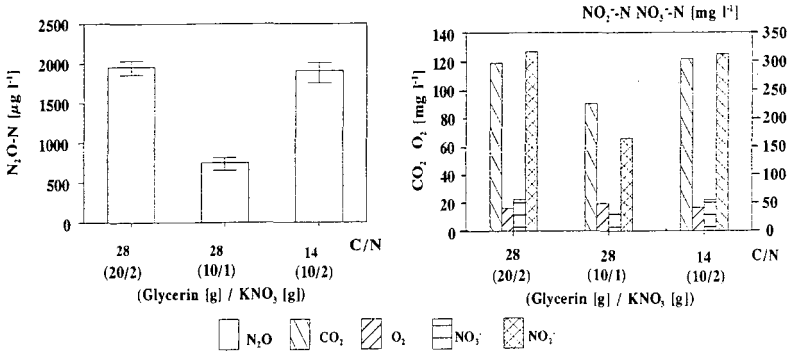 NO₂⁻-N NO₃⁻-N [mg l⁻¹]
N₂O-N [µg l⁻¹]
2500
2000
1500
1000
500
0
28 28 14 C/N
(20/2) (10/1) (10/2)
(Glycerin [g] / KNO₃ [g])
CO₂ O₂ [mg l⁻¹]
140
120
100
80
60
40
20
0
350
300
250
200
150
100
50
0
28 28 14 C/N
(20/2) (10/1) (10/2)
(Glycerin [g] / KNO₃ [g])
N₂O CO₂ O₂ NO₃⁻ NO₃⁻